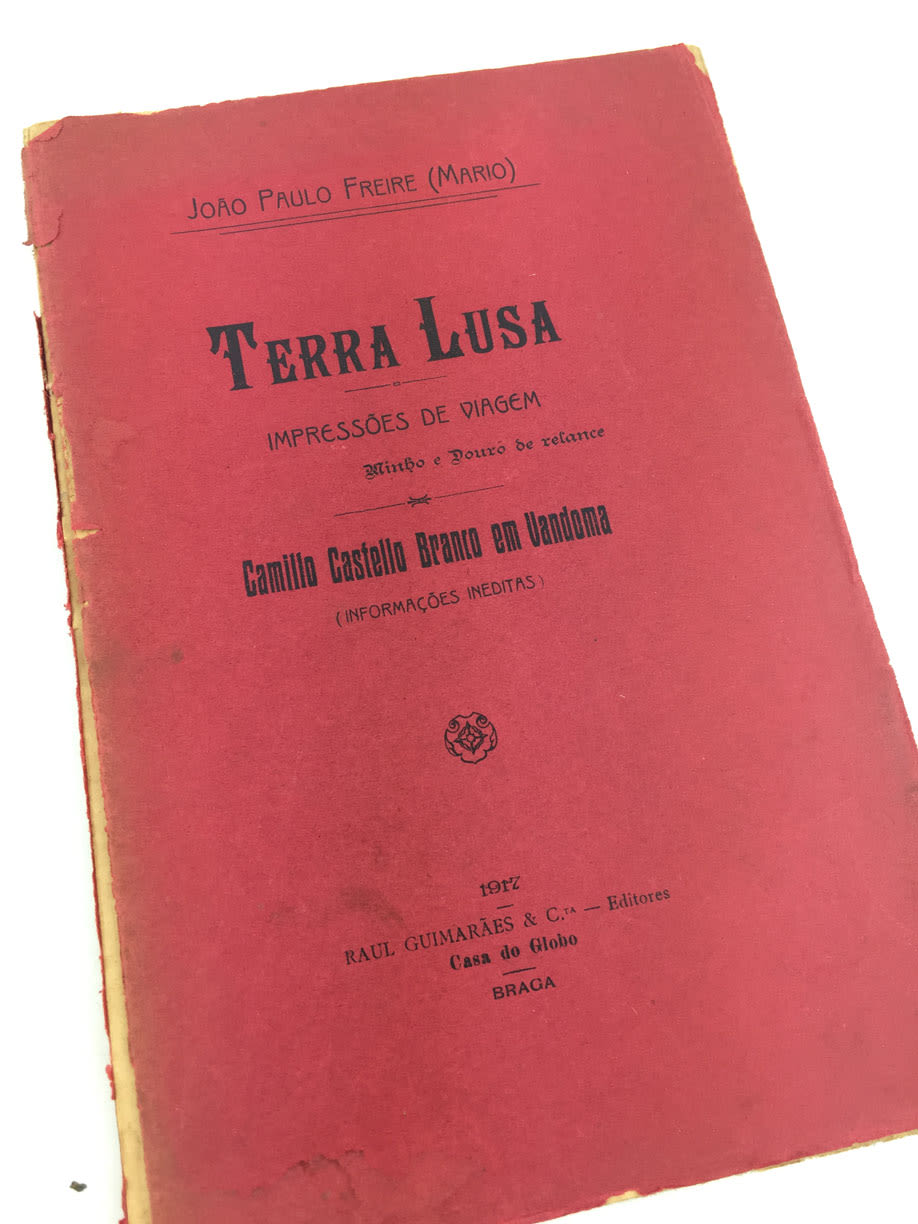 JOÃO PAULO FREIRE (MARIO)
TERRA LUSA
IMPRESSÕES DE VIAGEM
Minho e Douro de relance
Camillo Castello Branco em Vandoma
(INFORMAÇÕES INEDITAS)
1917
RAUL GUIMARÃES & C.TA — Editores
Casa do Globo
BRAGA